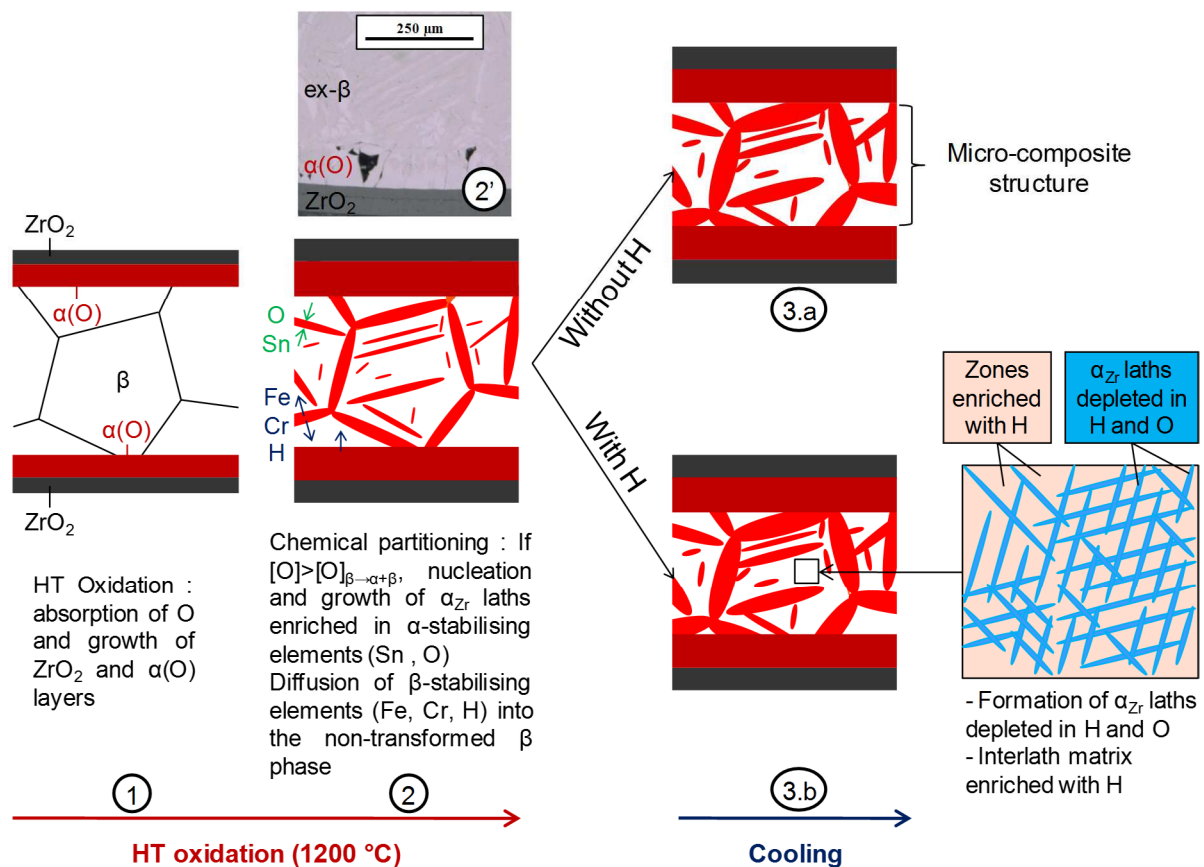 250 µm
ex-β
α(O)
ZrO₂
2'
ZrO₂
α(O)
β
α(O)
ZrO₂
HT Oxidation :
absorption of O
and growth of
ZrO₂ and α(O)
layers
1
O
Sn
Fe
Cr
H
Chemical partitioning : If
[O]>[O]β→α+β, nucleation
and growth of αZr laths
enriched in α-stabilising
elements (Sn , O)
Diffusion of β-stabilising
elements (Fe, Cr, H) into
the non-transformed β
phase
2
HT oxidation (1200 °C)
Without H
With H
Micro-composite
structure
3.a
Zones
enriched
with H
αZr laths
depleted in
H and O
- Formation of αZr laths
depleted in H and O
- Interlath matrix
enriched with H
3.b
Cooling